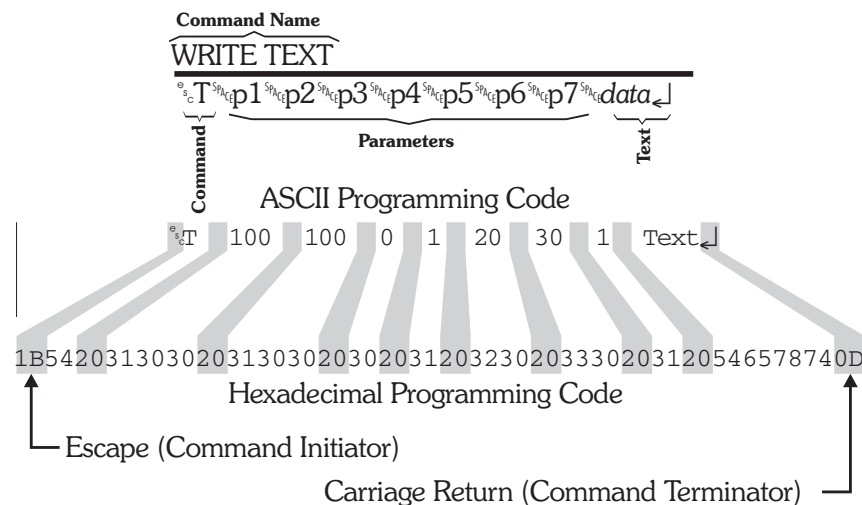 Command Name
WRITE TEXT
ESC T SPACE p1 SPACE p2 SPACE p3 SPACE p4 SPACE p5 SPACE p6 SPACE p7 SPACE data↵
Command
Parameters
Text
ASCII Programming Code
ESC T 100 100 0 1 20 30 1 Text↵
1B54203130302031303020302031203230203330203120546578740D
Hexadecimal Programming Code
Escape (Command Initiator)
Carriage Return (Command Terminator)